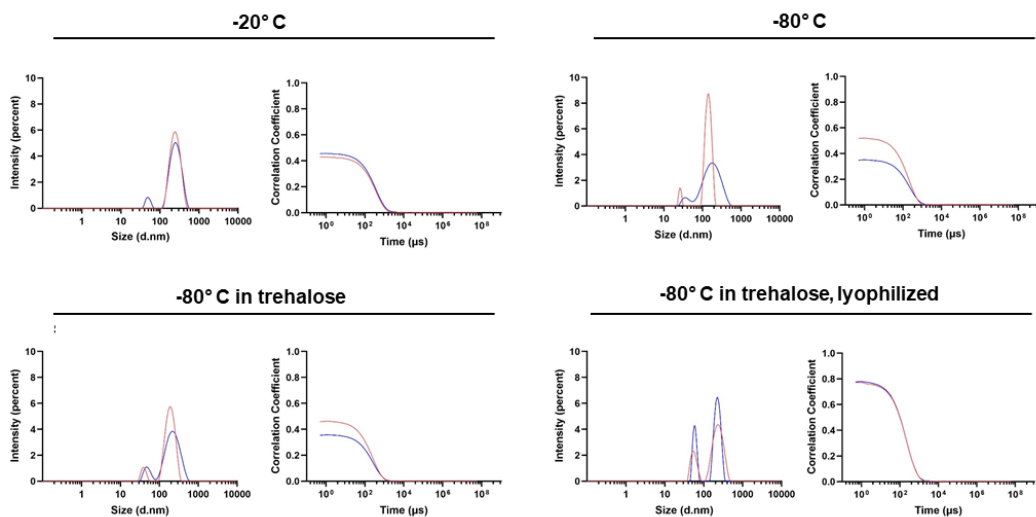 -20° C
-80° C
Intensity (percent)
10
8
6
4
2
0
1 10 100 1000 10000
Size (d.nm)
Correlation Coefficient
1.0
0.8
0.6
0.4
0.2
0.0
10⁰ 10² 10⁴ 10⁶ 10⁸
Time (µs)
Intensity (percent)
10
8
6
4
2
0
1 10 100 1000 10000
Size (d.nm)
Correlation Coefficient
1.0
0.8
0.6
0.4
0.2
0.0
10⁰ 10² 10⁴ 10⁶ 10⁸
Time (µs)
-80° C in trehalose
-80° C in trehalose, lyophilized
Intensity (percent)
10
8
6
4
2
0
1 10 100 1000 10000
Size (d.nm)
Correlation Coefficient
1.0
0.8
0.6
0.4
0.2
0.0
10⁰ 10² 10⁴ 10⁶ 10⁸
Time (µs)
Intensity (percent)
10
8
6
4
2
0
1 10 100 1000 10000
Size (d.nm)
Correlation Coefficient
1.0
0.8
0.6
0.4
0.2
0.0
10⁰ 10² 10⁴ 10⁶ 10⁸
Time (µs)